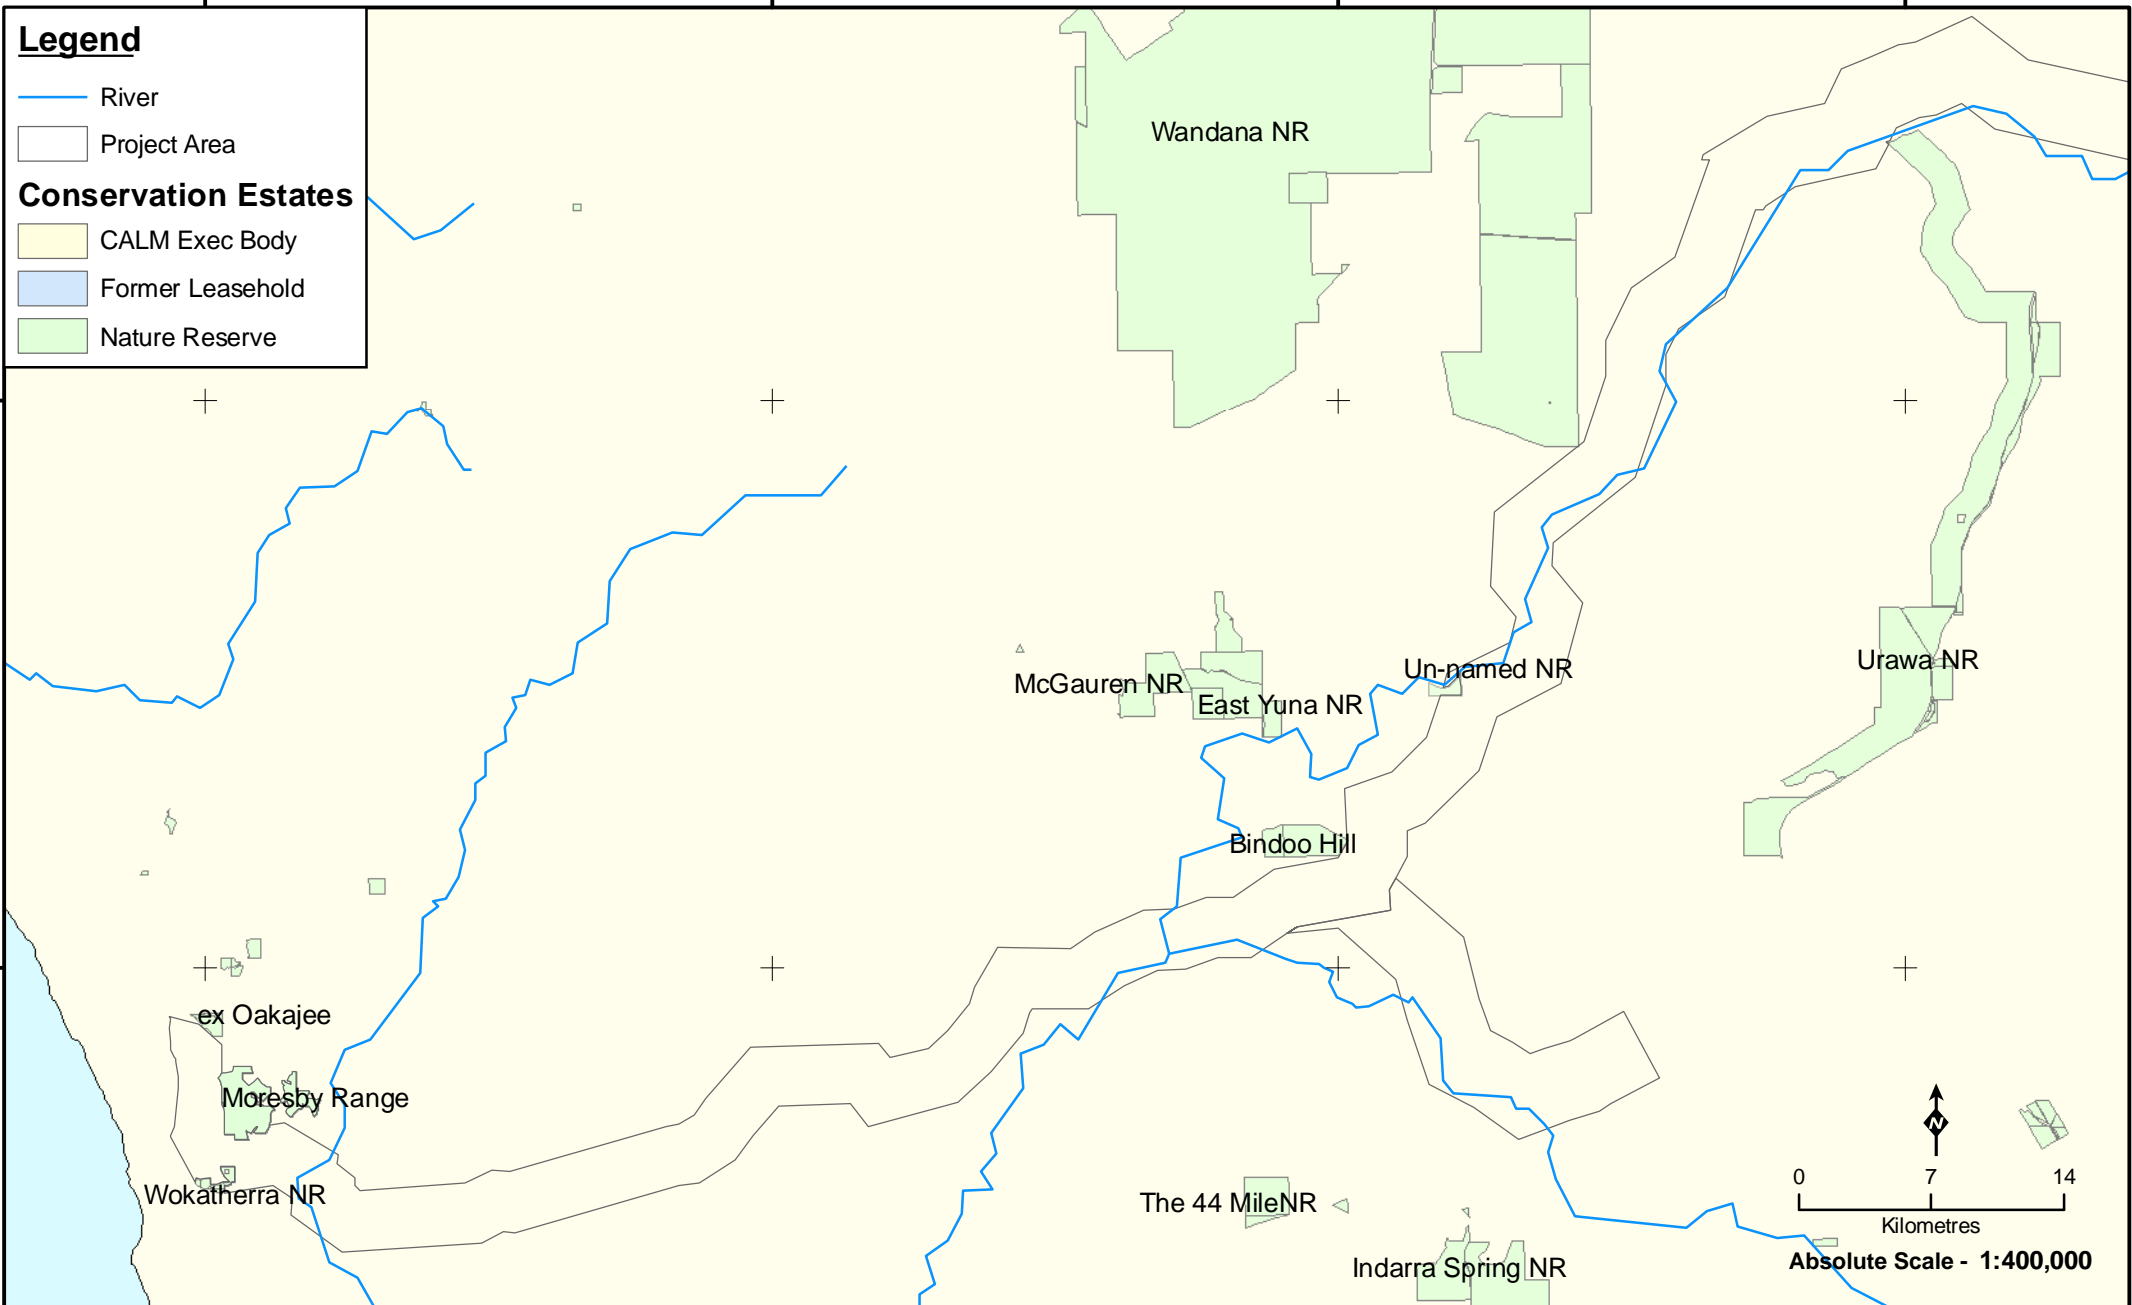 Legend
River
Project Area
Conservation Estates
CALM Exec Body
Former Leasehold
Nature Reserve
Wandana NR
McGauren NR
East Yuna NR
Un-named NR
Urawa NR
Bindoo Hill
ex Oakajee
Moresby Range
Wokatherra NR
The 44 MileNR
Indarra Spring NR
N
0 7 14
Kilometres
Absolute Scale - 1:400,000